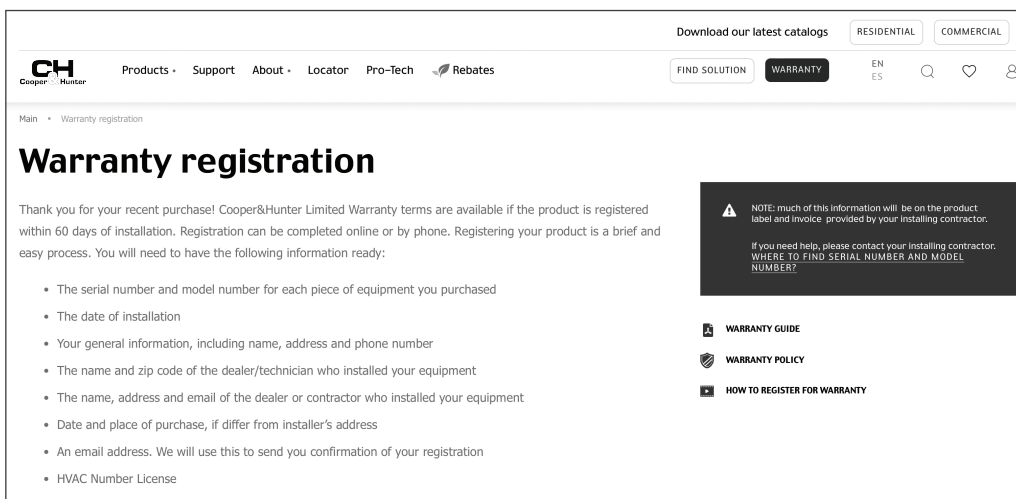 Download our latest catalogs RESIDENTIAL COMMERCIAL
CH
Cooper & Hunter
Products • Support About • Locator Pro-Tech Rebates FIND SOLUTION WARRANTY EN
ES
Main • Warranty registration
Warranty registration
Thank you for your recent purchase! Cooper&Hunter Limited Warranty terms are available if the product is registered
within 60 days of installation. Registration can be completed online or by phone. Registering your product is a brief and
easy process. You will need to have the following information ready:
• The serial number and model number for each piece of equipment you purchased
• The date of installation
• Your general information, including name, address and phone number
• The name and zip code of the dealer/technician who installed your equipment
• The name, address and email of the dealer or contractor who installed your equipment
• Date and place of purchase, if differ from installer's address
• An email address. We will use this to send you confirmation of your registration
• HVAC Number License
NOTE: much of this information will be on the product
label and invoice provided by your installing contractor.
If you need help, please contact your installing contractor.
WHERE TO FIND SERIAL NUMBER AND MODEL
NUMBER?
WARRANTY GUIDE
WARRANTY POLICY
HOW TO REGISTER FOR WARRANTY